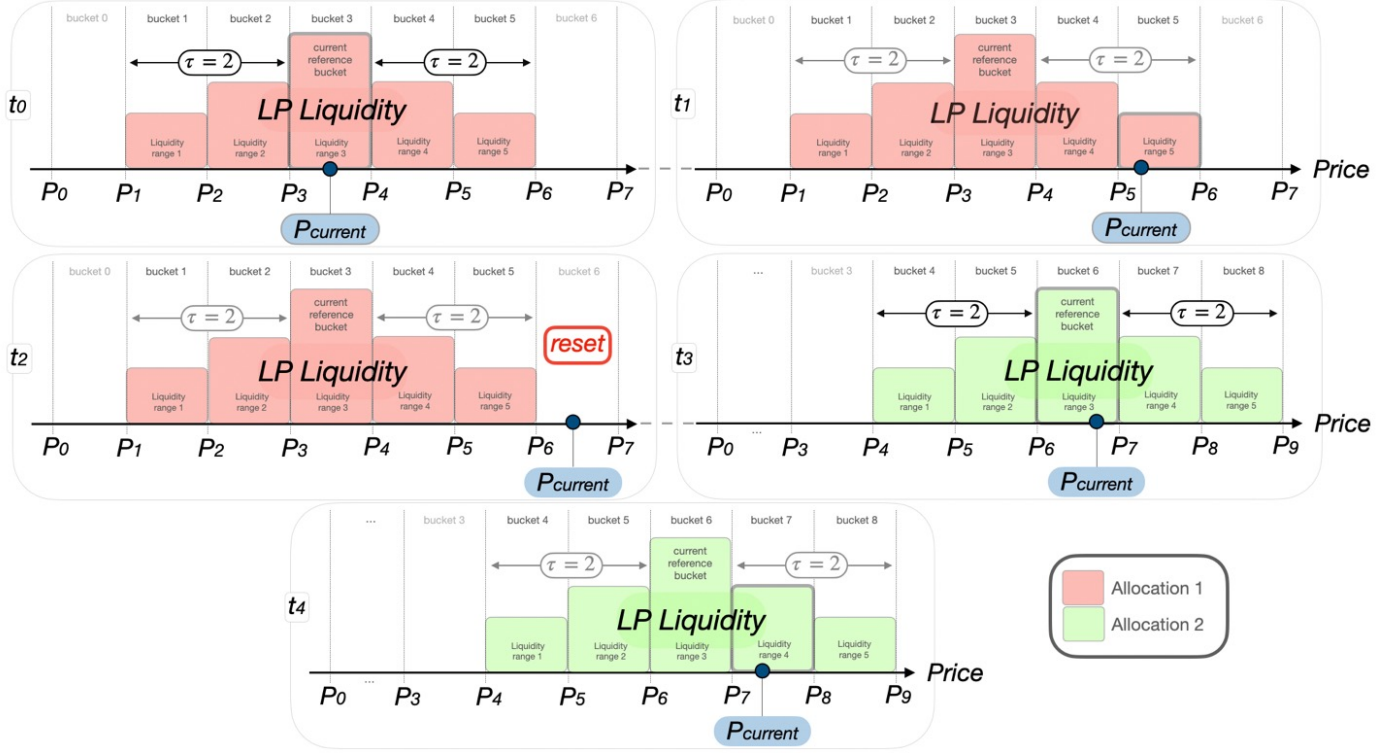 bucket 0 bucket 1 bucket 2 bucket 3 bucket 4 bucket 5 bucket 6
τ = 2 current reference bucket τ = 2
t0
LP Liquidity
Liquidity range 1 Liquidity range 2 Liquidity range 3 Liquidity range 4 Liquidity range 5
P0 P1 P2 P3 P4 P5 P6 P7
Pcurrent
bucket 0 bucket 1 bucket 2 bucket 3 bucket 4 bucket 5 bucket 6
τ = 2 current reference bucket τ = 2
t1
LP Liquidity
Liquidity range 1 Liquidity range 2 Liquidity range 3 Liquidity range 4 Liquidity range 5
Price
P0 P1 P2 P3 P4 P5 P6 P7
Pcurrent
bucket 0 bucket 1 bucket 2 bucket 3 bucket 4 bucket 5 bucket 6
τ = 2 current reference bucket τ = 2
reset
t2
LP Liquidity
Liquidity range 1 Liquidity range 2 Liquidity range 3 Liquidity range 4 Liquidity range 5
P0 P1 P2 P3 P4 P5 P6 P7
Pcurrent
... bucket 3 bucket 4 bucket 5 bucket 6 bucket 7 bucket 8
τ = 2 current reference bucket τ = 2
t3
LP Liquidity
Liquidity range 1 Liquidity range 2 Liquidity range 3 Liquidity range 4 Liquidity range 5
Price
P0 ... P3 P4 P5 P6 P7 P8 P9
Pcurrent
... bucket 3 bucket 4 bucket 5 bucket 6 bucket 7 bucket 8
τ = 2 current reference bucket τ = 2
t4
LP Liquidity
Liquidity range 1 Liquidity range 2 Liquidity range 3 Liquidity range 4 Liquidity range 5
Price
P0 ... P3 P4 P5 P6 P7 P8 P9
Pcurrent
Allocation 1
Allocation 2